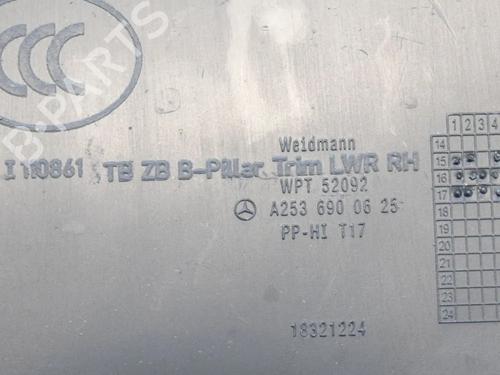 CCC
B-PARTS
Weidmann
I110861 TB ZB B-Pillar Trim LWR RH
WPT 52092
A253 690 06 25
PP-HI T17
18321224
1 2 3 4
14
15
16
17
18
19
20
21
22
23
24